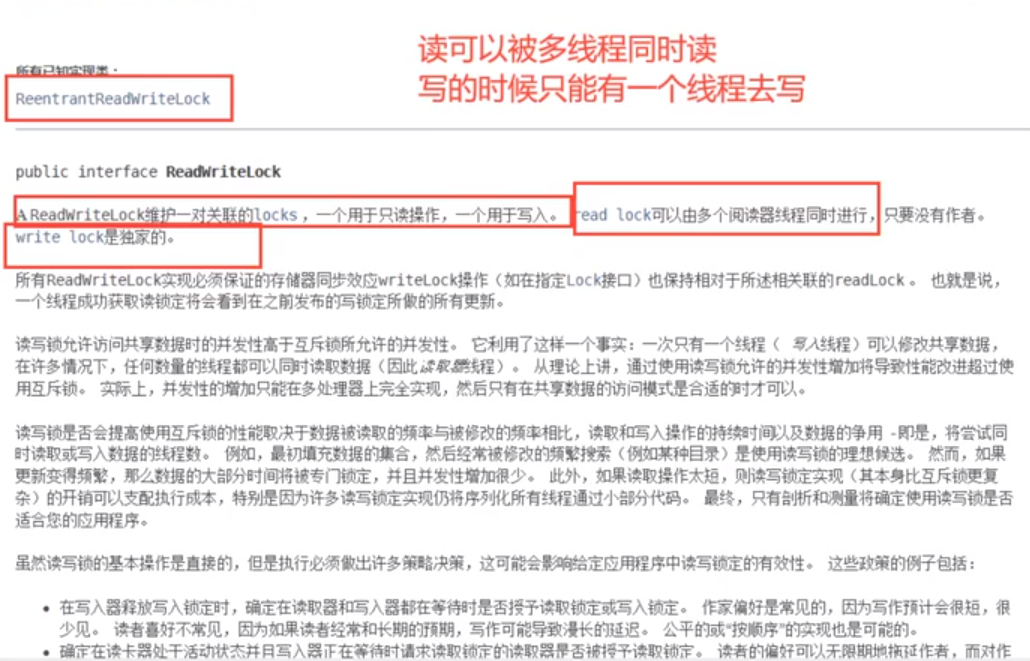 读可以被多线程同时读
写的时候只能有一个线程去写
所有已知实现类：
ReentrantReadWriteLock
public interface ReadWriteLock
A ReadWriteLock维护一对关联的locks ，一个用于只读操作，一个用于写入。 read lock可以由多个阅读器线程同时进行，只要没有作者。
write lock是独家的。
所有ReadWriteLock实现必须保证的存储器同步效应writeLock操作（如在指定Lock接口）也保持相对于所述相关联的readLock 。 也就是说，
一个线程成功获取读锁定将会看到在之前发布的写锁定所做的所有更新。
读写锁允许访问共享数据时的并发性高于互斥锁所允许的并发性。 它利用了这样一个事实：一次只有一个线程（ 写入线程）可以修改共享数据，
在许多情况下，任何数量的线程都可以同时读取数据（因此读取器线程）。 从理论上讲，通过使用读写锁允许的并发性增加将导致性能改进超过使
用互斥锁。 实际上，并发性的增加只能在多处理器上完全实现，然后只有在共享数据的访问模式是合适的时才可以。
读写锁是否会提高使用互斥锁的性能取决于数据被读取的频率与被修改的频率相比，读取和写入操作的持续时间以及数据的争用 -即是，将尝试同
时读取或写入数据的线程数。 例如，最初填充数据的集合，然后经常被修改的频繁搜索（例如某种目录）是使用读写锁的理想候选。 然而，如果
更新变得频繁，那么数据的大部分时间将被专门锁定，并且并发性增加很少。 此外，如果读取操作太短，则读写锁定实现（其本身比互斥锁更复
杂）的开销可以支配执行成本，特别是因为许多读写锁定实现仍将序列化所有线程通过小部分代码。 最终，只有剖析和测量将确定使用读写锁是否
适合您的应用程序。
虽然读写锁的基本操作是直接的，但是执行必须做出许多策略决策，这可能会影响给定应用程序中读写锁定的有效性。 这些政策的例子包括：
• 在写入器释放写入锁定时，确定在读取器和写入器都在等待时是否授予读取锁定或写入锁定。 作家偏好是常见的，因为写作预计会很短，很
少见。 读者喜好不常见，因为如果读者经常和长期的预期，写作可能导致漫长的延迟。 公平的或“按顺序”的实现也是可能的。
• 确定在读卡器处于活动状态并且写入器正在等待时请求读取锁定的读取器是否被授予读取锁定。 读者的偏好可以无限期地拖延作者，而对作